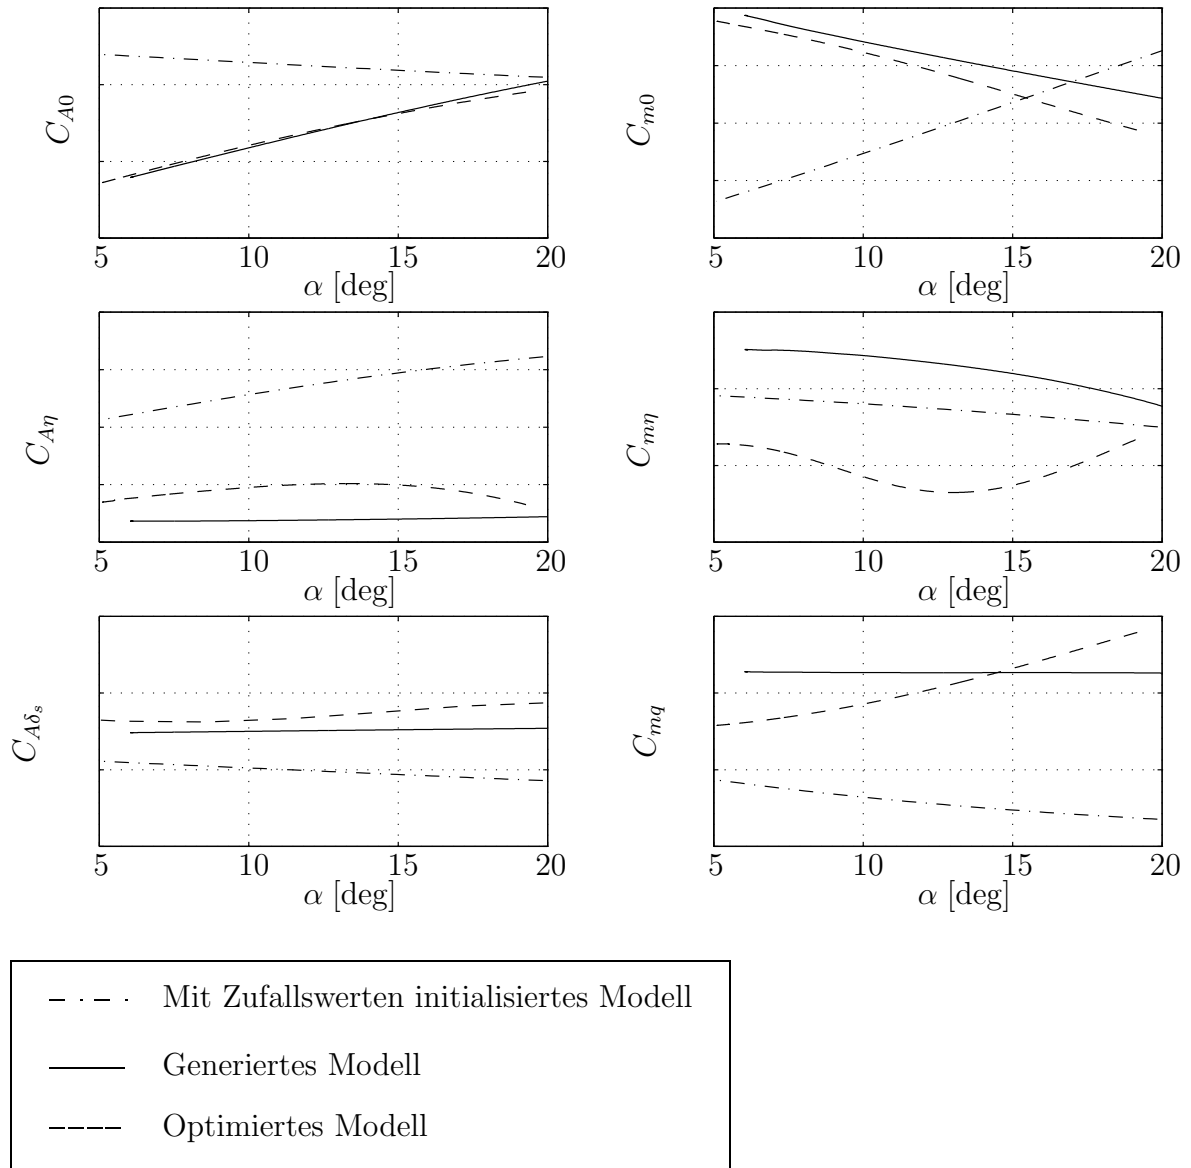 C_{A0}
5 10 15 20
α [deg]
C_{m0}
5 10 15 20
α [deg]
C_{Aη}
5 10 15 20
α [deg]
C_{mη}
5 10 15 20
α [deg]
C_{Aδ_s}
5 10 15 20
α [deg]
C_{mq}
5 10 15 20
α [deg]
Mit Zufallswerten initialisiertes Modell
Generiertes Modell
Optimiertes Modell